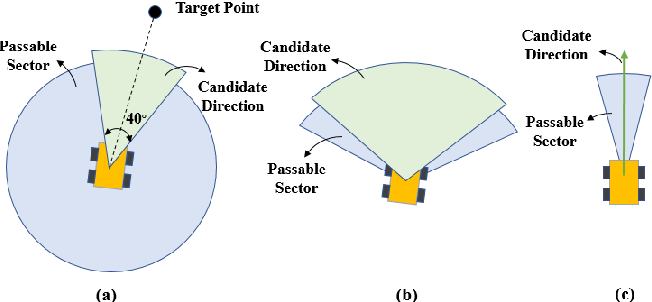 Target Point
Passable
Sector
Candidate
Direction
40°
(a)
Candidate
Direction
Passable
Sector
(b)
Candidate
Direction
Passable
Sector
(c)